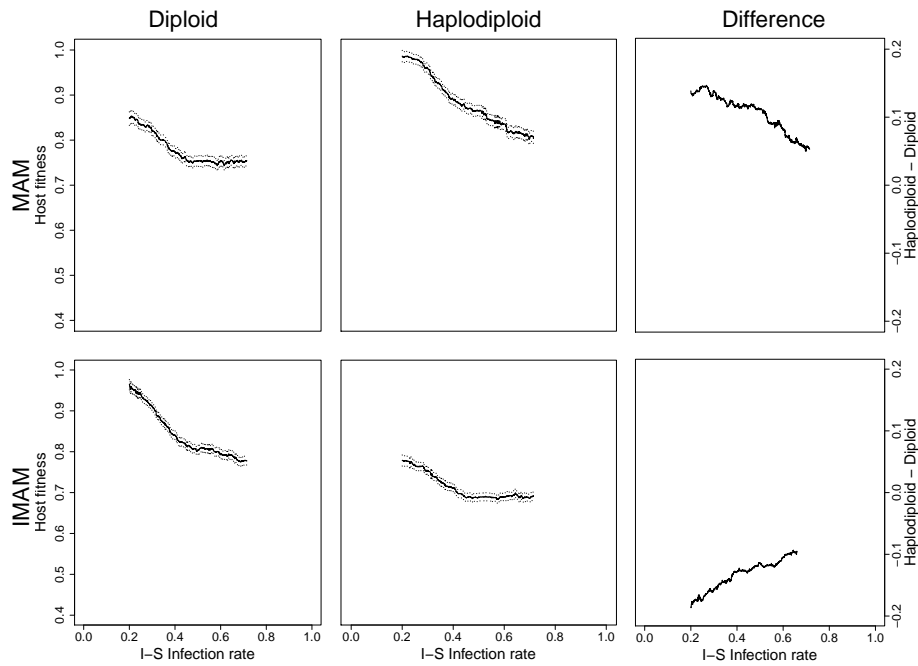 Diploid Haplodiploid Difference
MAM
Host fitness
0.4 0.5 0.6 0.7 0.8 0.9 1.0
−0.2 −0.1 0.0 0.1 0.2
Haplodiploid − Diploid
IMAM
Host fitness
0.4 0.5 0.6 0.7 0.8 0.9 1.0
−0.2 −0.1 0.0 0.1 0.2
Haplodiploid − Diploid
0.0 0.2 0.4 0.6 0.8 1.0 0.0 0.2 0.4 0.6 0.8 1.0 0.0 0.2 0.4 0.6 0.8 1.0
I−S Infection rate I−S Infection rate I−S Infection rate